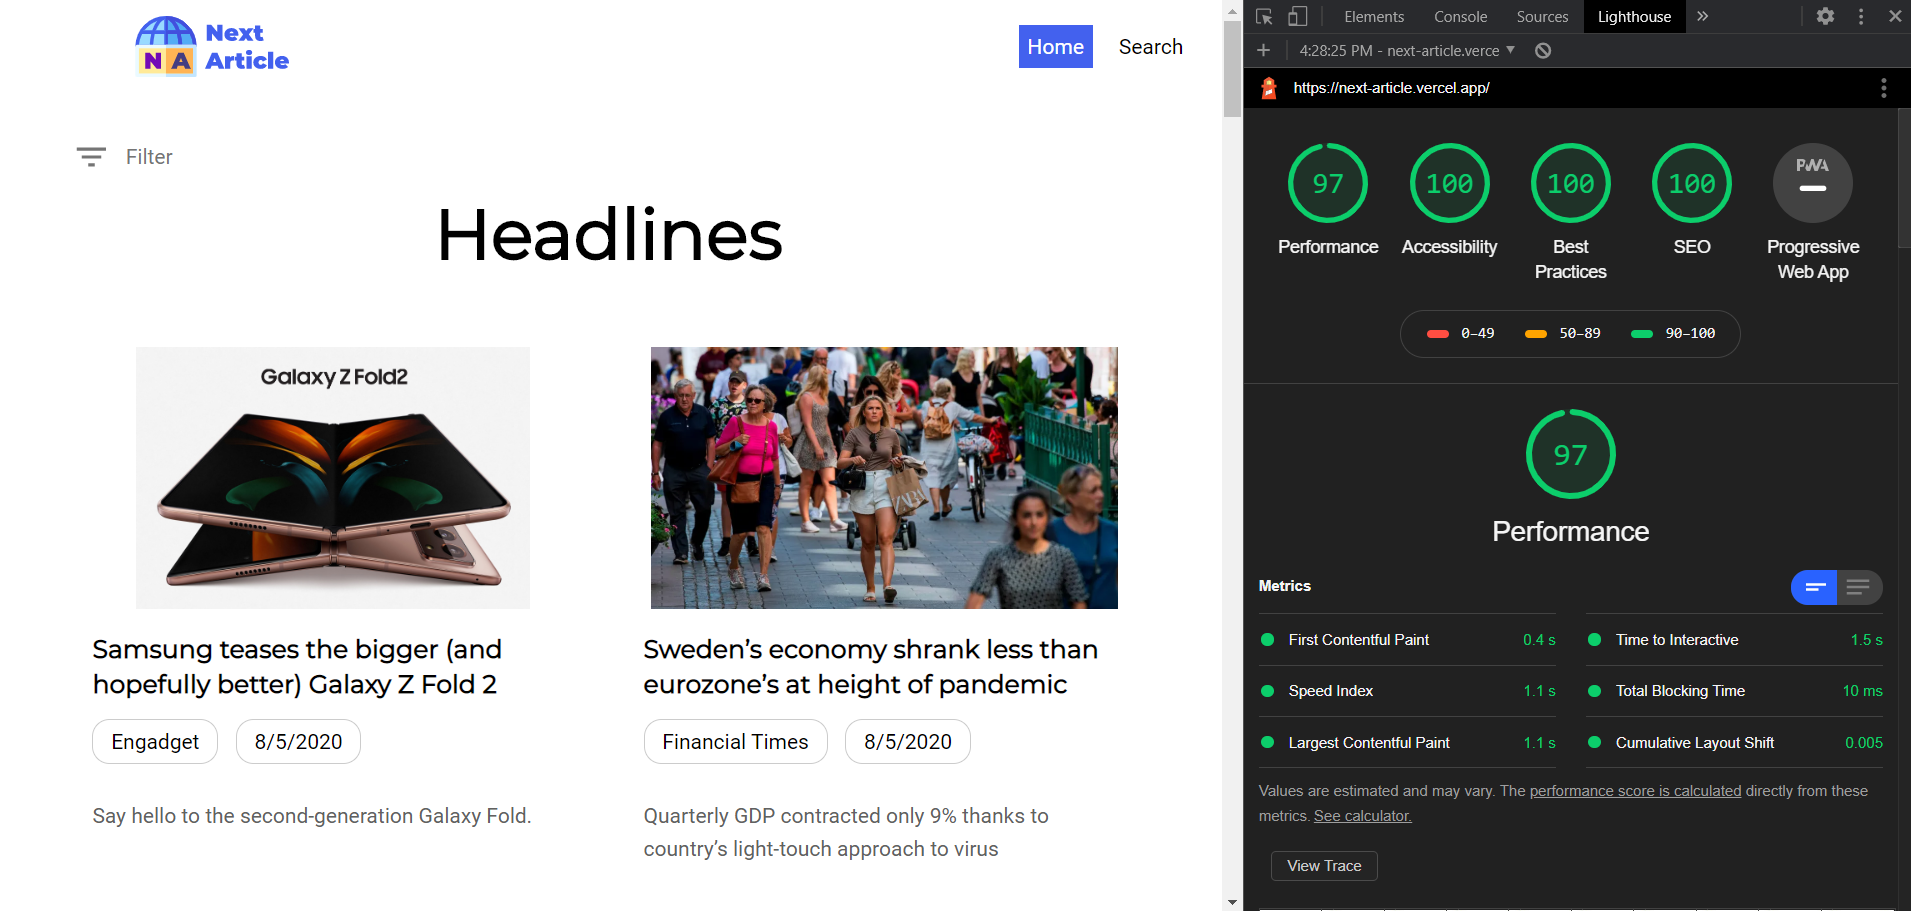 Next
Article
N A
Home
Search
Filter
Headlines
Galaxy Z Fold2
Samsung teases the bigger (and
hopefully better) Galaxy Z Fold 2
Engadget
8/5/2020
Say hello to the second-generation Galaxy Fold.
ZARA
Sweden’s economy shrank less than
eurozone’s at height of pandemic
Financial Times
8/5/2020
Quarterly GDP contracted only 9% thanks to
country’s light-touch approach to virus
Elements
Console
Sources
Lighthouse
4:28:25 PM - next-article.verce
https://next-article.vercel.app/
97
Performance
100
Accessibility
100
Best
Practices
100
SEO
PWA
Progressive
Web App
0–49
50–89
90–100
97
Performance
Metrics
First Contentful Paint
0.4 s
Time to Interactive
1.5 s
Speed Index
1.1 s
Total Blocking Time
10 ms
Largest Contentful Paint
1.1 s
Cumulative Layout Shift
0.005
Values are estimated and may vary. The performance score is calculated directly from these
metrics. See calculator.
View Trace